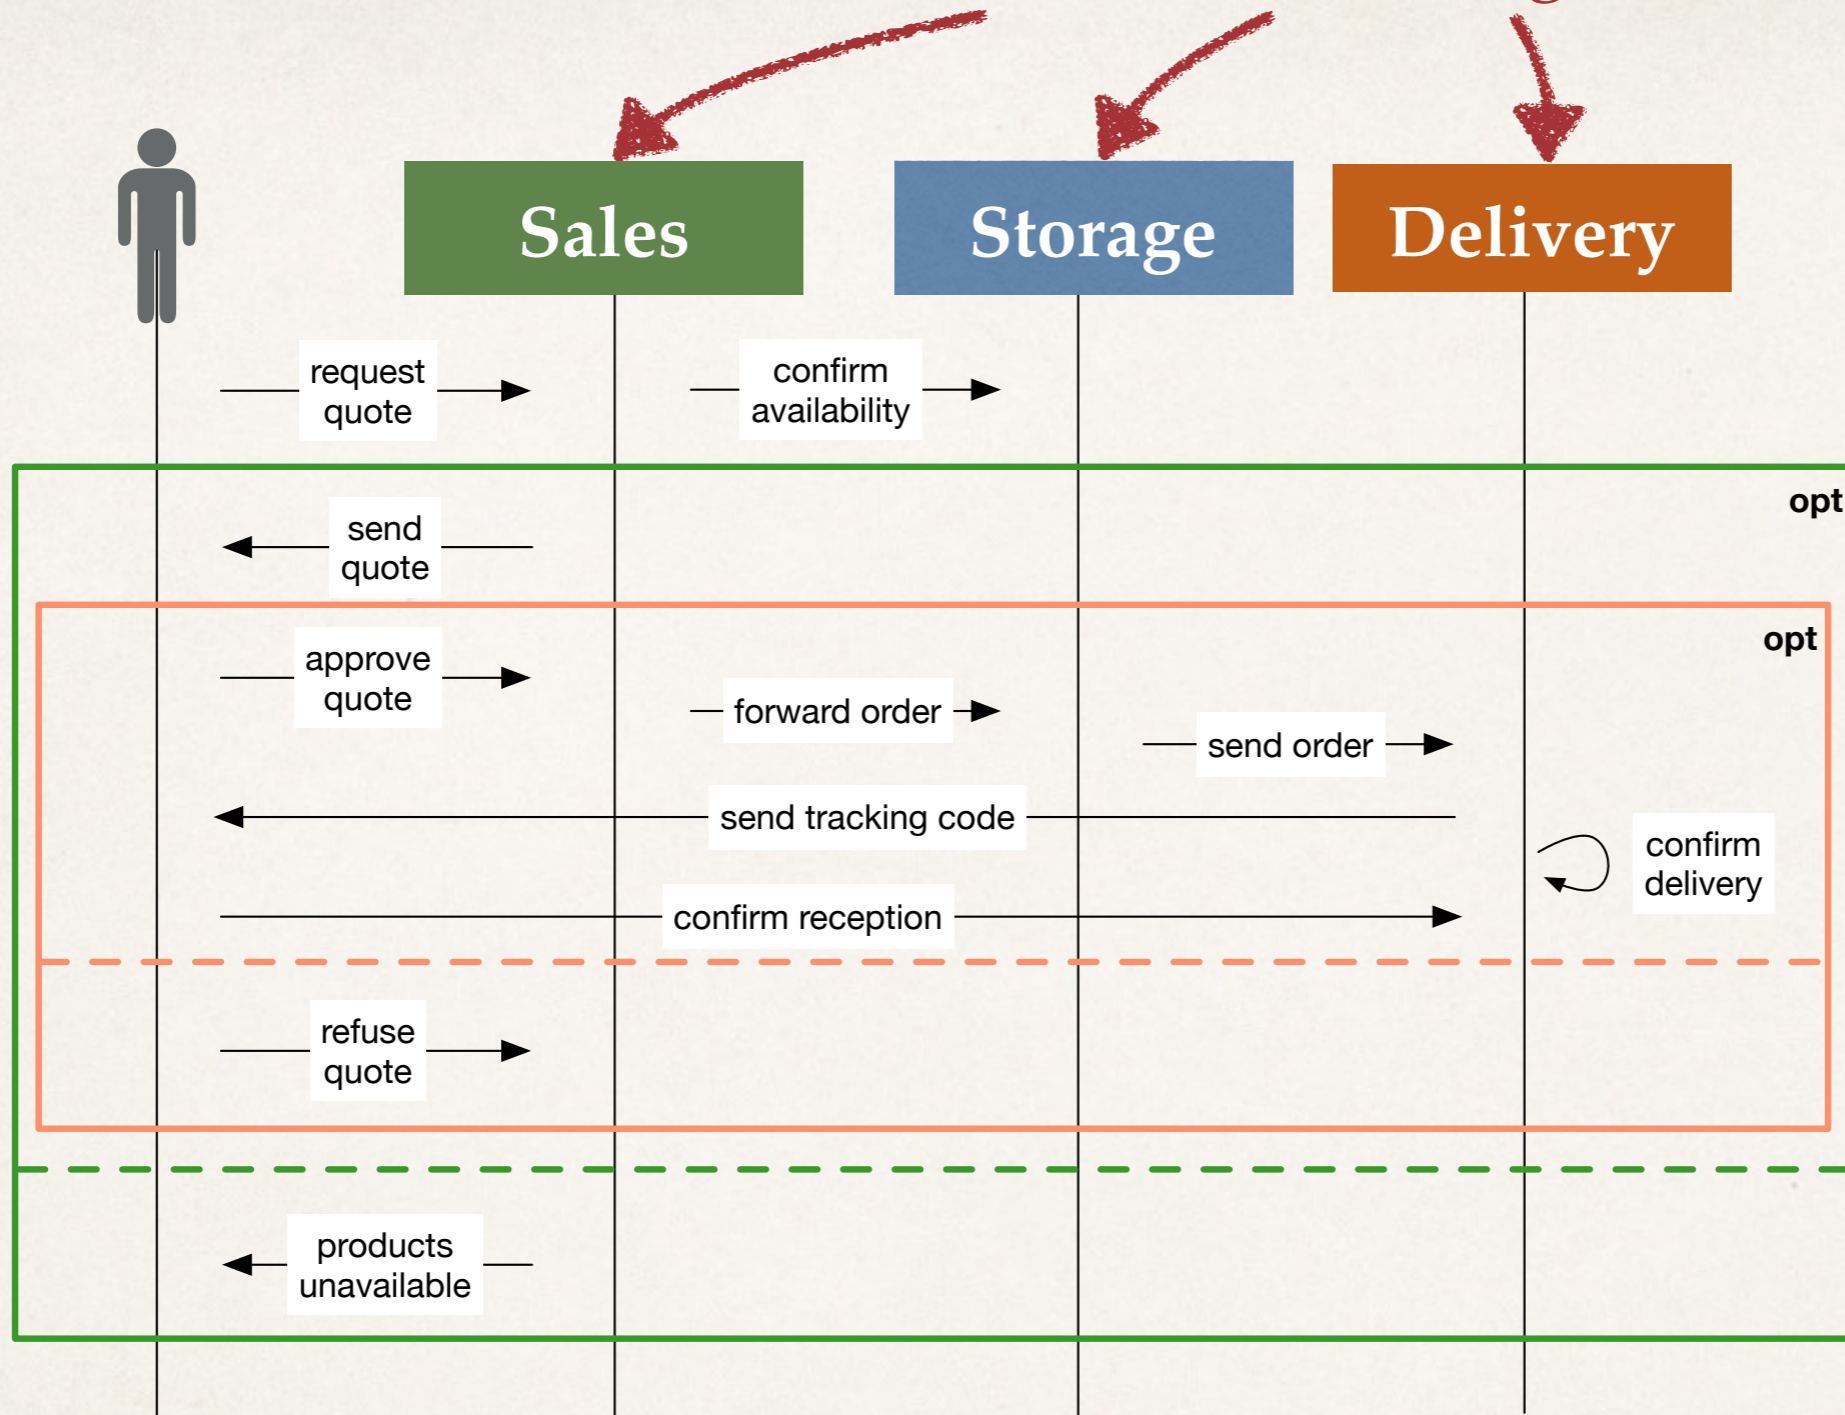 Sales
Storage
Delivery
request
quote
confirm
availability
opt
send
quote
opt
approve
quote
forward order
send order
send tracking code
confirm
delivery
confirm reception
refuse
quote
products
unavailable